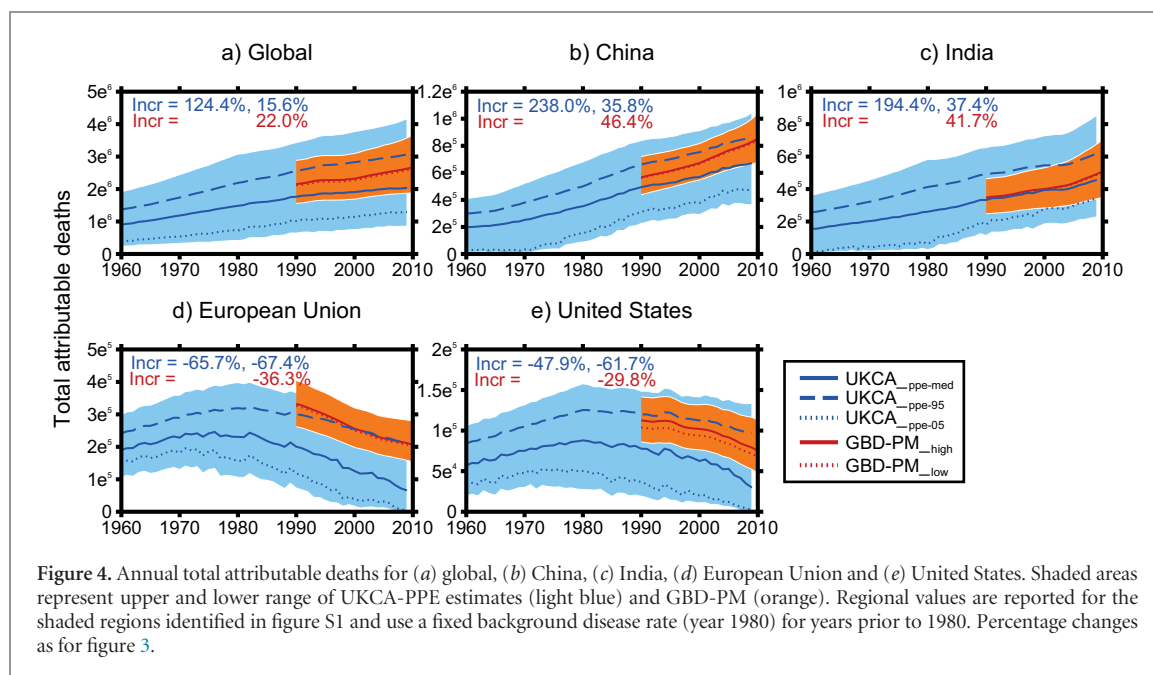 a) Global
b) China
c) India
Total attributable deaths
5e⁶
4e⁶
3e⁶
2e⁶
1e⁶
0
Incr = 124.4%, 15.6%
Incr = 22.0%
1960 1970 1980 1990 2000 2010
1.2e⁶
1e⁶
8e⁵
6e⁵
4e⁵
2e⁵
0
Incr = 238.0%, 35.8%
Incr = 46.4%
1960 1970 1980 1990 2000 2010
1e⁶
8e⁵
6e⁵
4e⁵
2e⁵
0
Incr = 194.4%, 37.4%
Incr = 41.7%
1960 1970 1980 1990 2000 2010
d) European Union
e) United States
5e⁵
4e⁵
3e⁵
2e⁵
1e⁵
0
Incr = -65.7%, -67.4%
Incr = -36.3%
1960 1970 1980 1990 2000 2010
2e⁵
1e⁵
1e⁵
5e⁴
0
Incr = -47.9%, -61.7%
Incr = -29.8%
1960 1970 1980 1990 2000 2010
UKCA_ppe-med
UKCA_ppe-95
UKCA_ppe-05
GBD-PM_high
GBD-PM_low
Figure 4. Annual total attributable deaths for (a) global, (b) China, (c) India, (d) European Union and (e) United States. Shaded areas
represent upper and lower range of UKCA-PPE estimates (light blue) and GBD-PM (orange). Regional values are reported for the
shaded regions identified in figure S1 and use a fixed background disease rate (year 1980) for years prior to 1980. Percentage changes
as for figure 3.